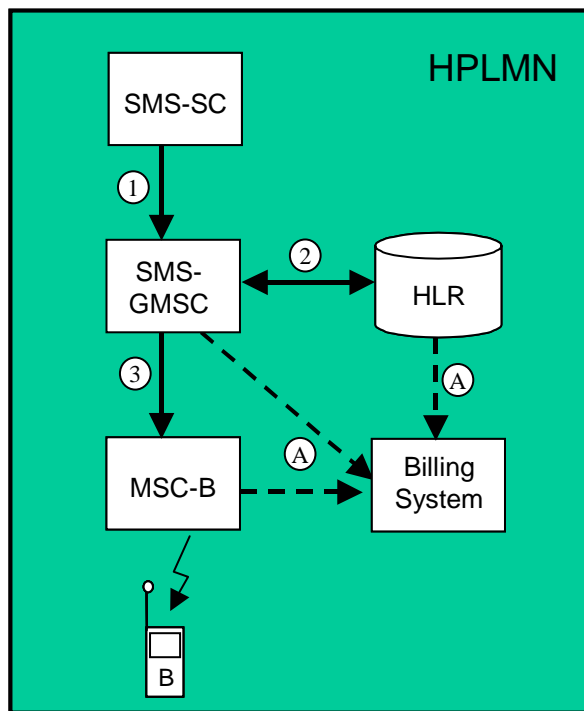 HPLMN
SMS-SC
1
SMS-
GMSC
2
HLR
3
A
A
MSC-B
Billing
System
B